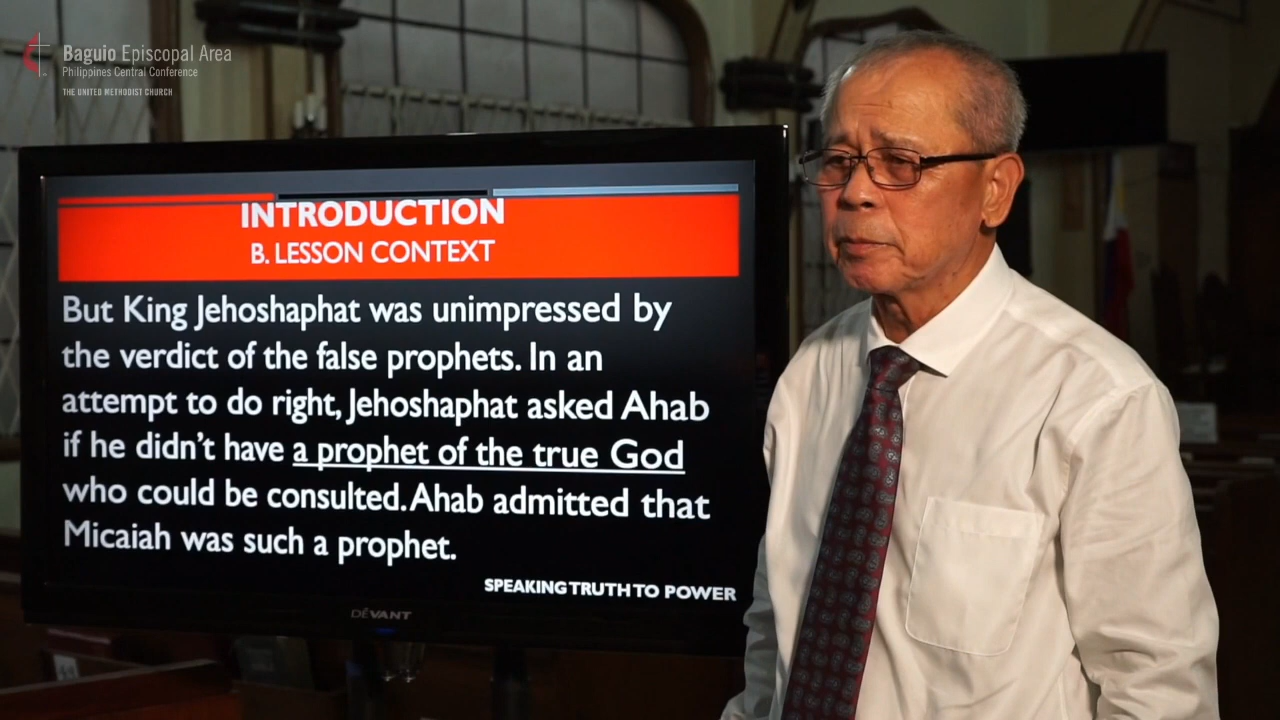 Baguio Episcopal Area
Philippines Central Conference
THE UNITED METHODIST CHURCH
INTRODUCTION
B. LESSON CONTEXT
But King Jehoshaphat was unimpressed by
the verdict of the false prophets. In an
attempt to do right, Jehoshaphat asked Ahab
if he didn't have a prophet of the true God
who could be consulted. Ahab admitted that
Micaiah was such a prophet.
SPEAKING TRUTH TO POWER
DEVANT